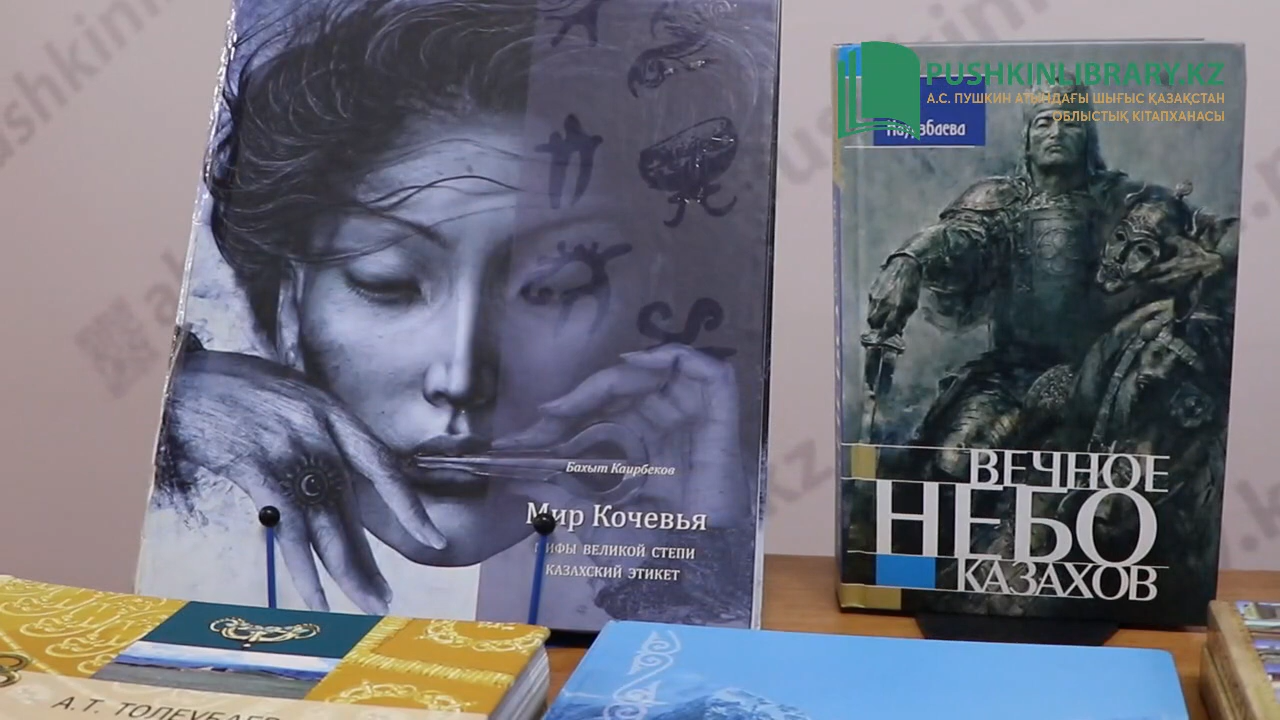 PUSHKINLIBRARY.KZ
А.С. ПУШКИН АТЫНДАҒЫ ШЫҒЫС ҚАЗАҚСТАН
ОБЛЫСТЫҚ КІТАПХАНАСЫ
Бахыт Каирбеков
Мир Кочевья
МИФЫ ВЕЛИКОЙ СТЕПИ
КАЗАХСКИЙ ЭТИКЕТ
ВЕЧНОЕ
НЕБО
КАЗАХОВ
А. Т. ТОЛЕУБАЕВ